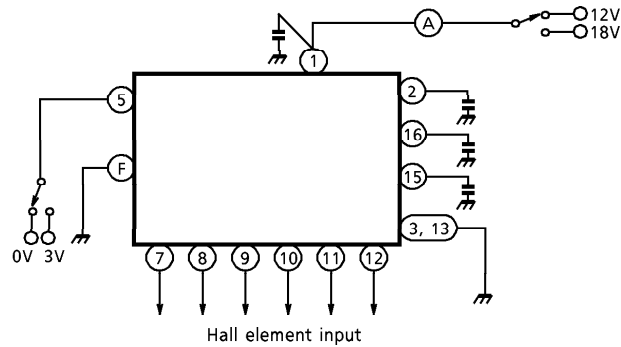 A
12V
18V
1
5
2
16
F
15
3, 13
0V 3V
7 8 9 10 11 12
Hall element input